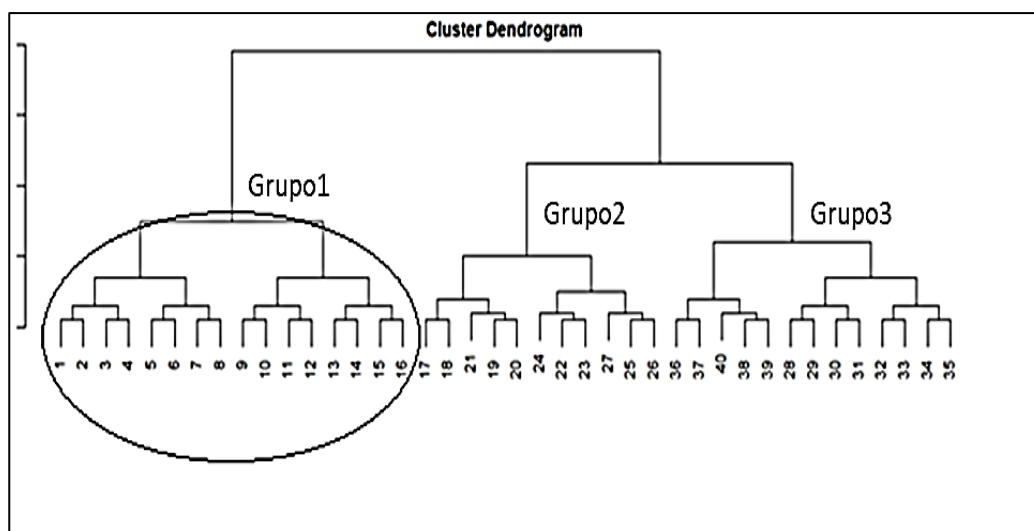 Cluster Dendrogram
Grupo1
Grupo2
Grupo3
1 2 3 4 5 6 7 8 9 10 11 12 13 14 15 16 17 18 21 19 20 24 22 23 27 25 26 36 37 40 38 39 28 29 30 31 32 33 34 35